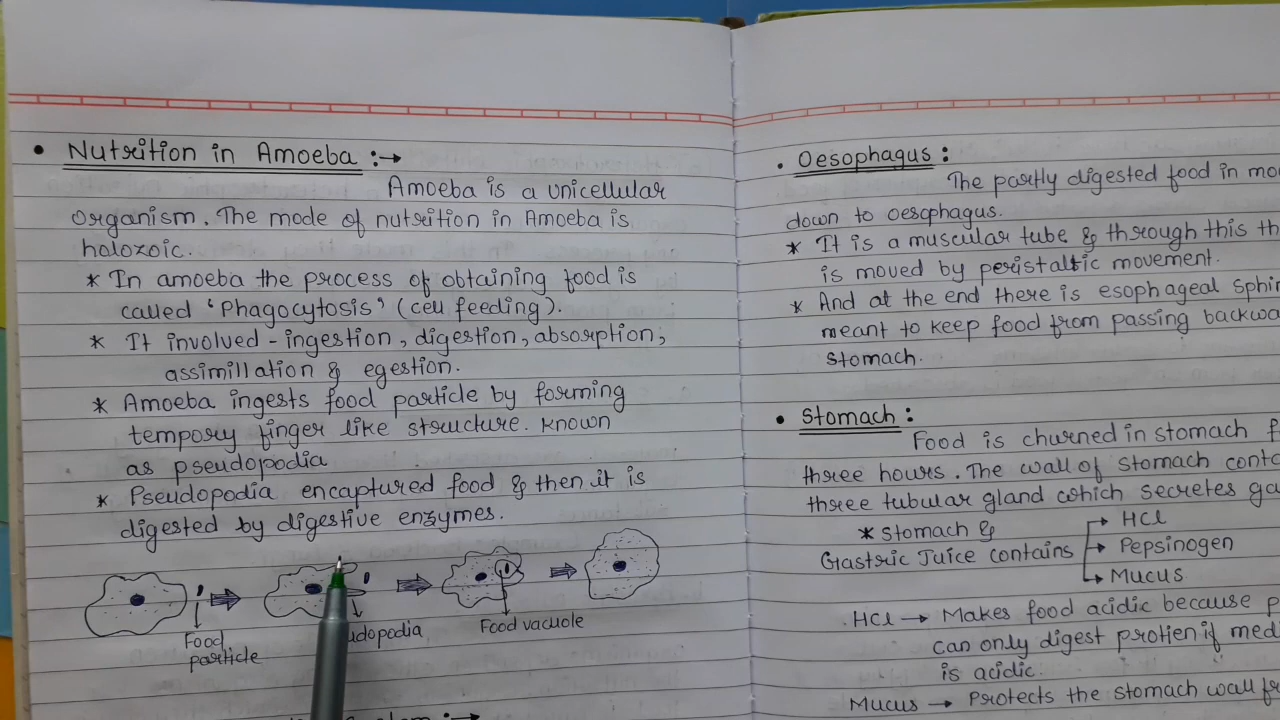 • Nutrition in Amoeba :→
Amoeba is a unicellular
organism. The mode of nutrition in Amoeba is
holozoic.
* In amoeba the process of obtaining food is
called 'Phagocytosis' (cell feeding).
* It involved - ingestion, digestion, absorption,
assimillation & egestion.
* Amoeba ingests food particle by forming
tempory finger like structure. known
as pseudopodia
* Pseudopodia encaptured food & then it is
digested by digestive enzymes.
Food
particle
udopodia
Food vacuole
• Oesophagus :
The partly digested food in mo
down to oesophagus.
* It is a muscular tube & through this th
is moved by peristaltic movement.
* And at the end there is esophageal sphin
meant to keep food from passing backwa
stomach.
• Stomach :
Food is churned in stomach f
three hours. The wall of stomach conta
three tubular gland which secretes ga
* stomach &
Gastric Juice contains
→ HCl
→ Pepsinogen
→ Mucus
HCl → Makes food acidic because p
can only digest protien if medi
is acidic.
Mucus → Protects the stomach wall fr